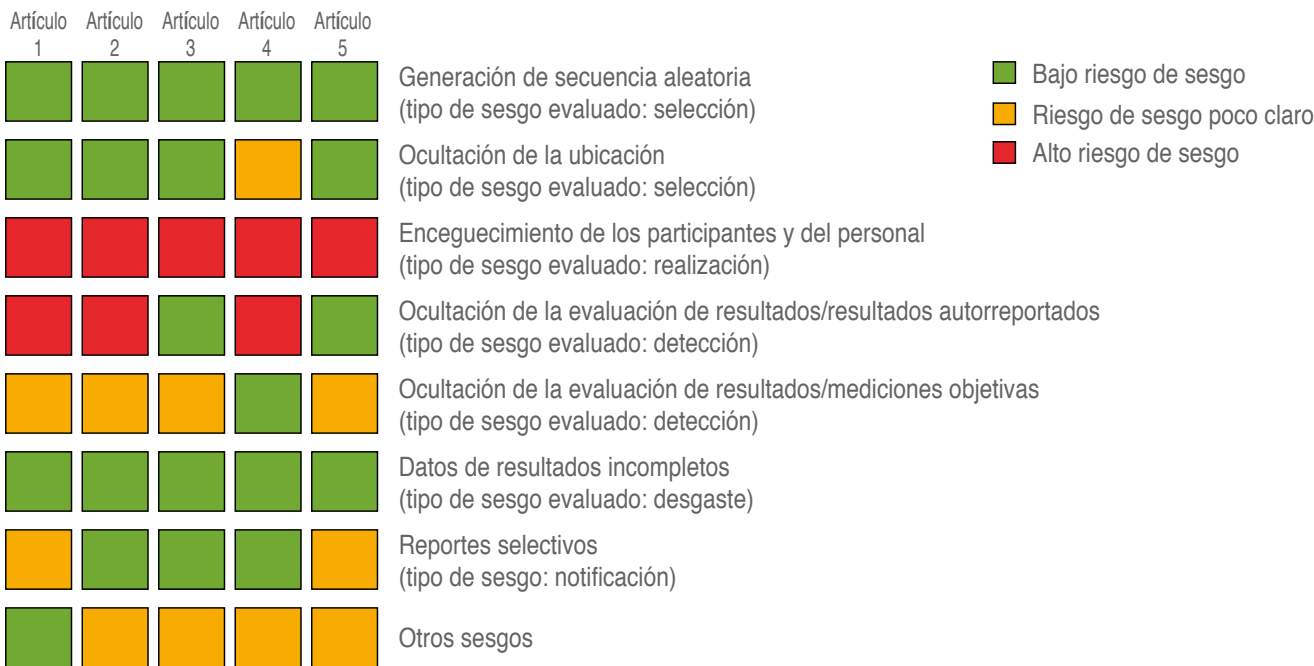 Artículo Artículo Artículo Artículo Artículo
1 2 3 4 5
Generación de secuencia aleatoria
(tipo de sesgo evaluado: selección)
Ocultación de la ubicación
(tipo de sesgo evaluado: selección)
Enceguecimiento de los participantes y del personal
(tipo de sesgo evaluado: realización)
Ocultación de la evaluación de resultados/resultados autorreportados
(tipo de sesgo evaluado: detección)
Ocultación de la evaluación de resultados/mediciones objetivas
(tipo de sesgo evaluado: detección)
Datos de resultados incompletos
(tipo de sesgo evaluado: desgaste)
Reportes selectivos
(tipo de sesgo: notificación)
Otros sesgos
Bajo riesgo de sesgo
Riesgo de sesgo poco claro
Alto riesgo de sesgo